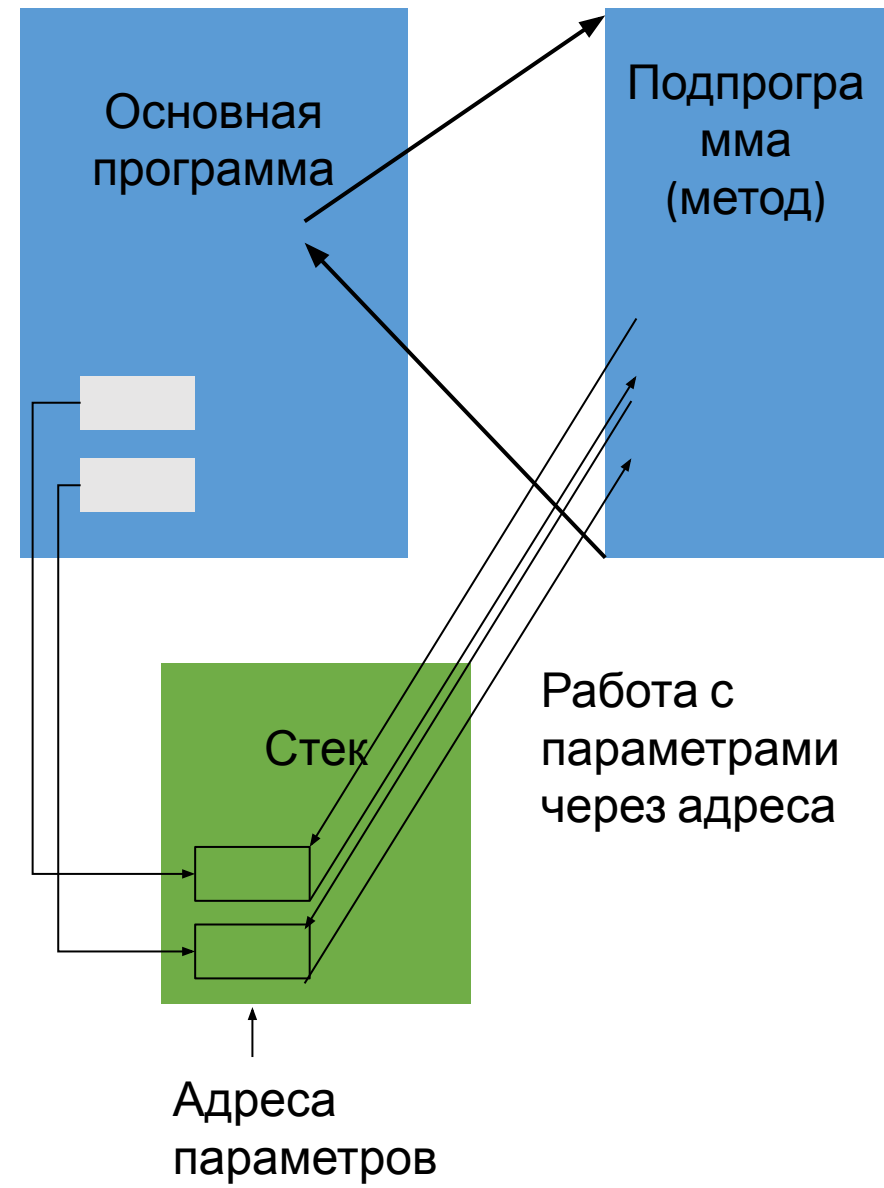 Основная
программа
Подпрогра
мма
(метод)
Стек
Работа с
параметрами
через адреса
Адреса
параметров